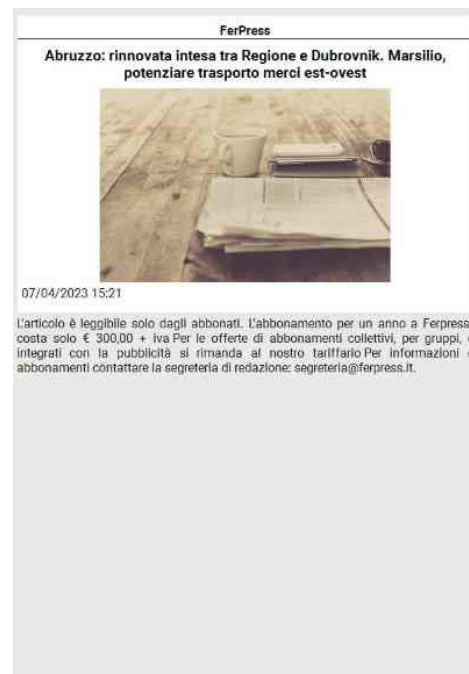 FerPress
Abruzzo: rinnovata intesa tra Regione e Dubrovnik. Marsilio,
potenziare trasporto merci est-ovest
07/04/2023 15:21
L'articolo è leggibile solo dagli abbonati. L'abbonamento per un anno a Ferpress
costa solo € 300,00 + iva Per le offerte di abbonamenti collettivi, per gruppi,
integrati con la pubblicità si rimanda al nostro tariffario Per informazioni
abbonamenti contattare la segreteria di redazione: segreteria@ferpress.it.